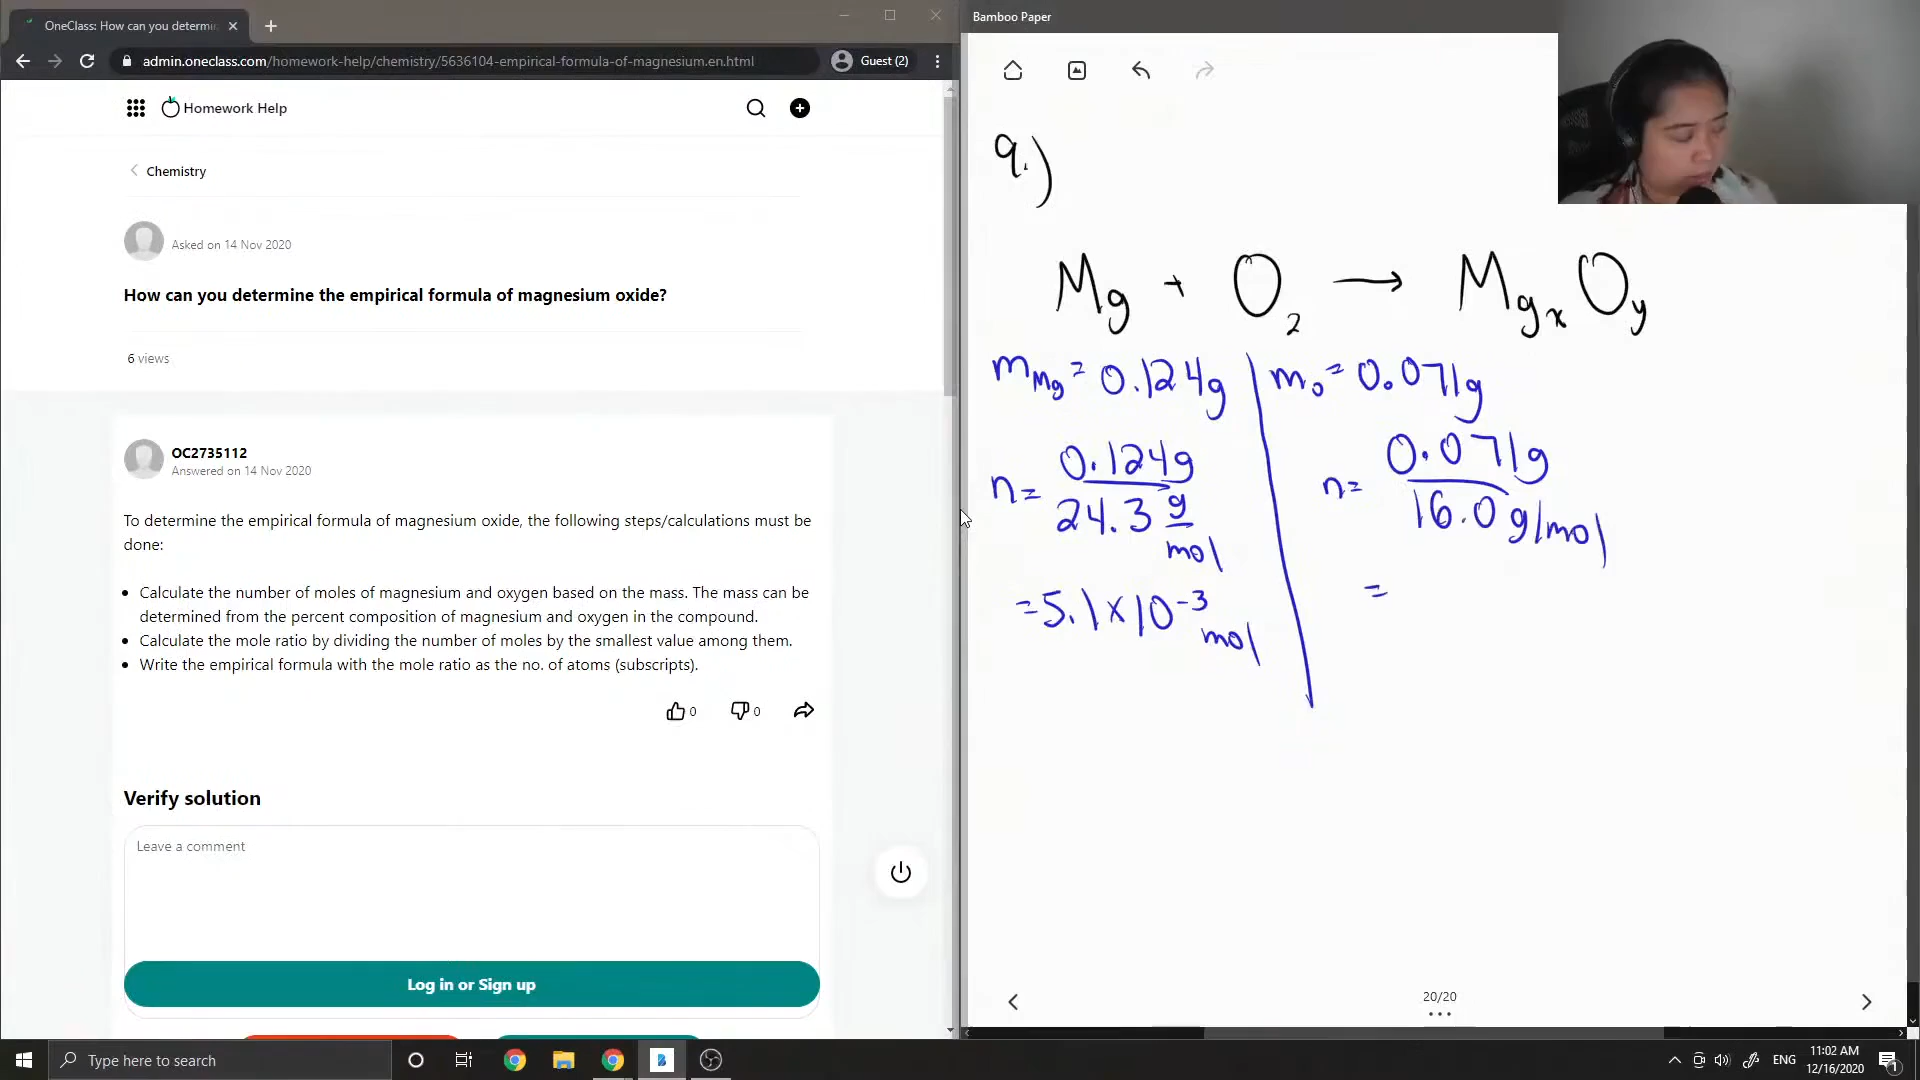 OneClass: How can you determi
Bamboo Paper
admin.oneclass.com/homework-help/chemistry/5636104-empirical-formula-of-magnesium.en.html
Guest (2)
Homework Help
Chemistry
Asked on 14 Nov 2020
How can you determine the empirical formula of magnesium oxide?
6 views
OC2735112
Answered on 14 Nov 2020
To determine the empirical formula of magnesium oxide, the following steps/calculations must be
done:
• Calculate the number of moles of magnesium and oxygen based on the mass. The mass can be
determined from the percent composition of magnesium and oxygen in the compound.
• Calculate the mole ratio by dividing the number of moles by the smallest value among them.
• Write the empirical formula with the mole ratio as the no. of atoms (subscripts).
0
0
Verify solution
Leave a comment
Log in or Sign up
9.)
Mg + O₂ → MgₓOy
m Mg = 0.124g
n = 0.124g
24.3 g
mol
= 5.1 x 10⁻³ mol
mo = 0.071g
n = 0.071g
16.0 g/mol
=
20/20
Type here to search
ENG
11:02 AM
12/16/2020
1